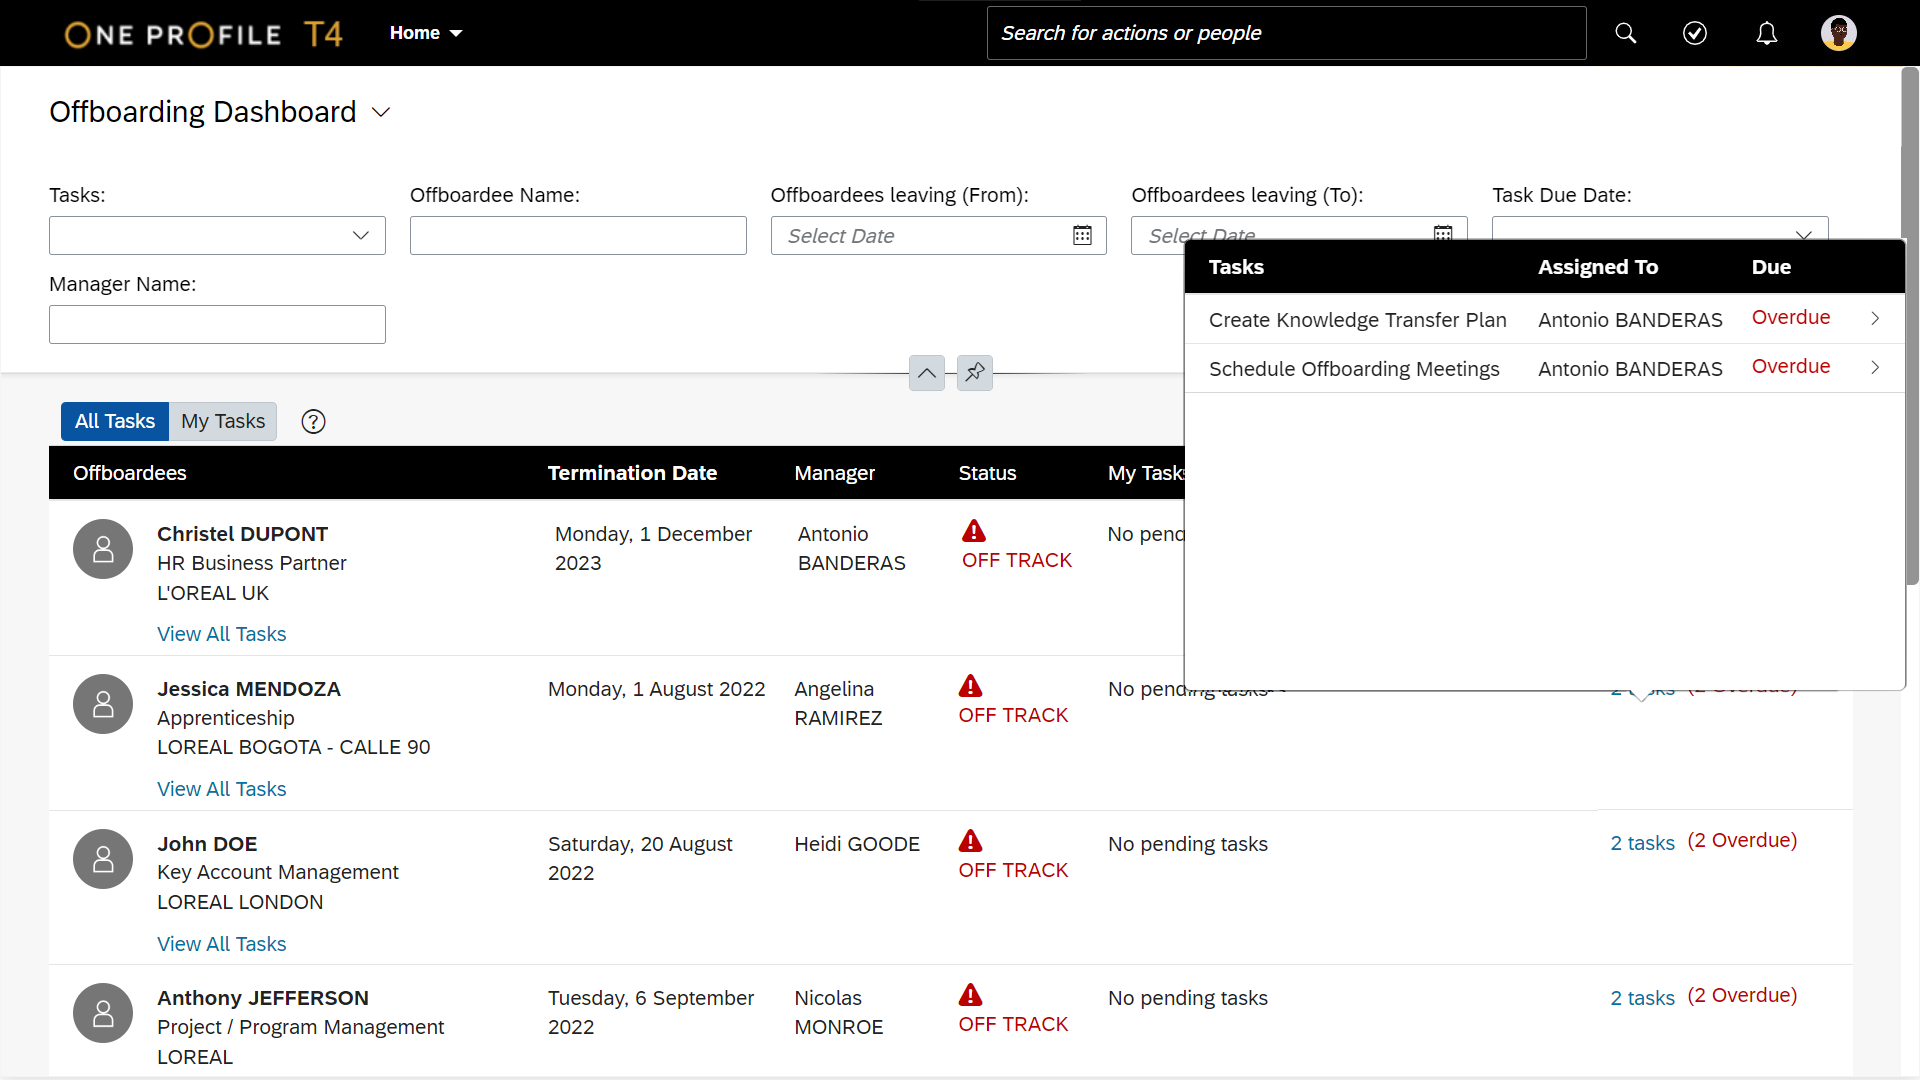 ONE PROFILE T4
Home
Search for actions or people
Offboarding Dashboard
Tasks:
Offboardee Name:
Offboardees leaving (From):
Offboardees leaving (To):
Task Due Date:
Select Date
Select Date
Manager Name:
Tasks Assigned To Due
Create Knowledge Transfer Plan Antonio BANDERAS Overdue
Schedule Offboarding Meetings Antonio BANDERAS Overdue
All Tasks
My Tasks
?
Offboardees Termination Date Manager Status My Tasks
Christel DUPONT
HR Business Partner
L'OREAL UK
View All Tasks
Monday, 1 December
2023
Antonio
BANDERAS
OFF TRACK
No pend
Jessica MENDOZA
Apprenticeship
LOREAL BOGOTA - CALLE 90
View All Tasks
Monday, 1 August 2022
Angelina
RAMIREZ
OFF TRACK
No pending tasks
2 tasks (2 Overdue)
John DOE
Key Account Management
LOREAL LONDON
View All Tasks
Saturday, 20 August
2022
Heidi GOODE
OFF TRACK
No pending tasks
2 tasks (2 Overdue)
Anthony JEFFERSON
Project / Program Management
LOREAL
Tuesday, 6 September
2022
Nicolas
MONROE
OFF TRACK
No pending tasks
2 tasks (2 Overdue)